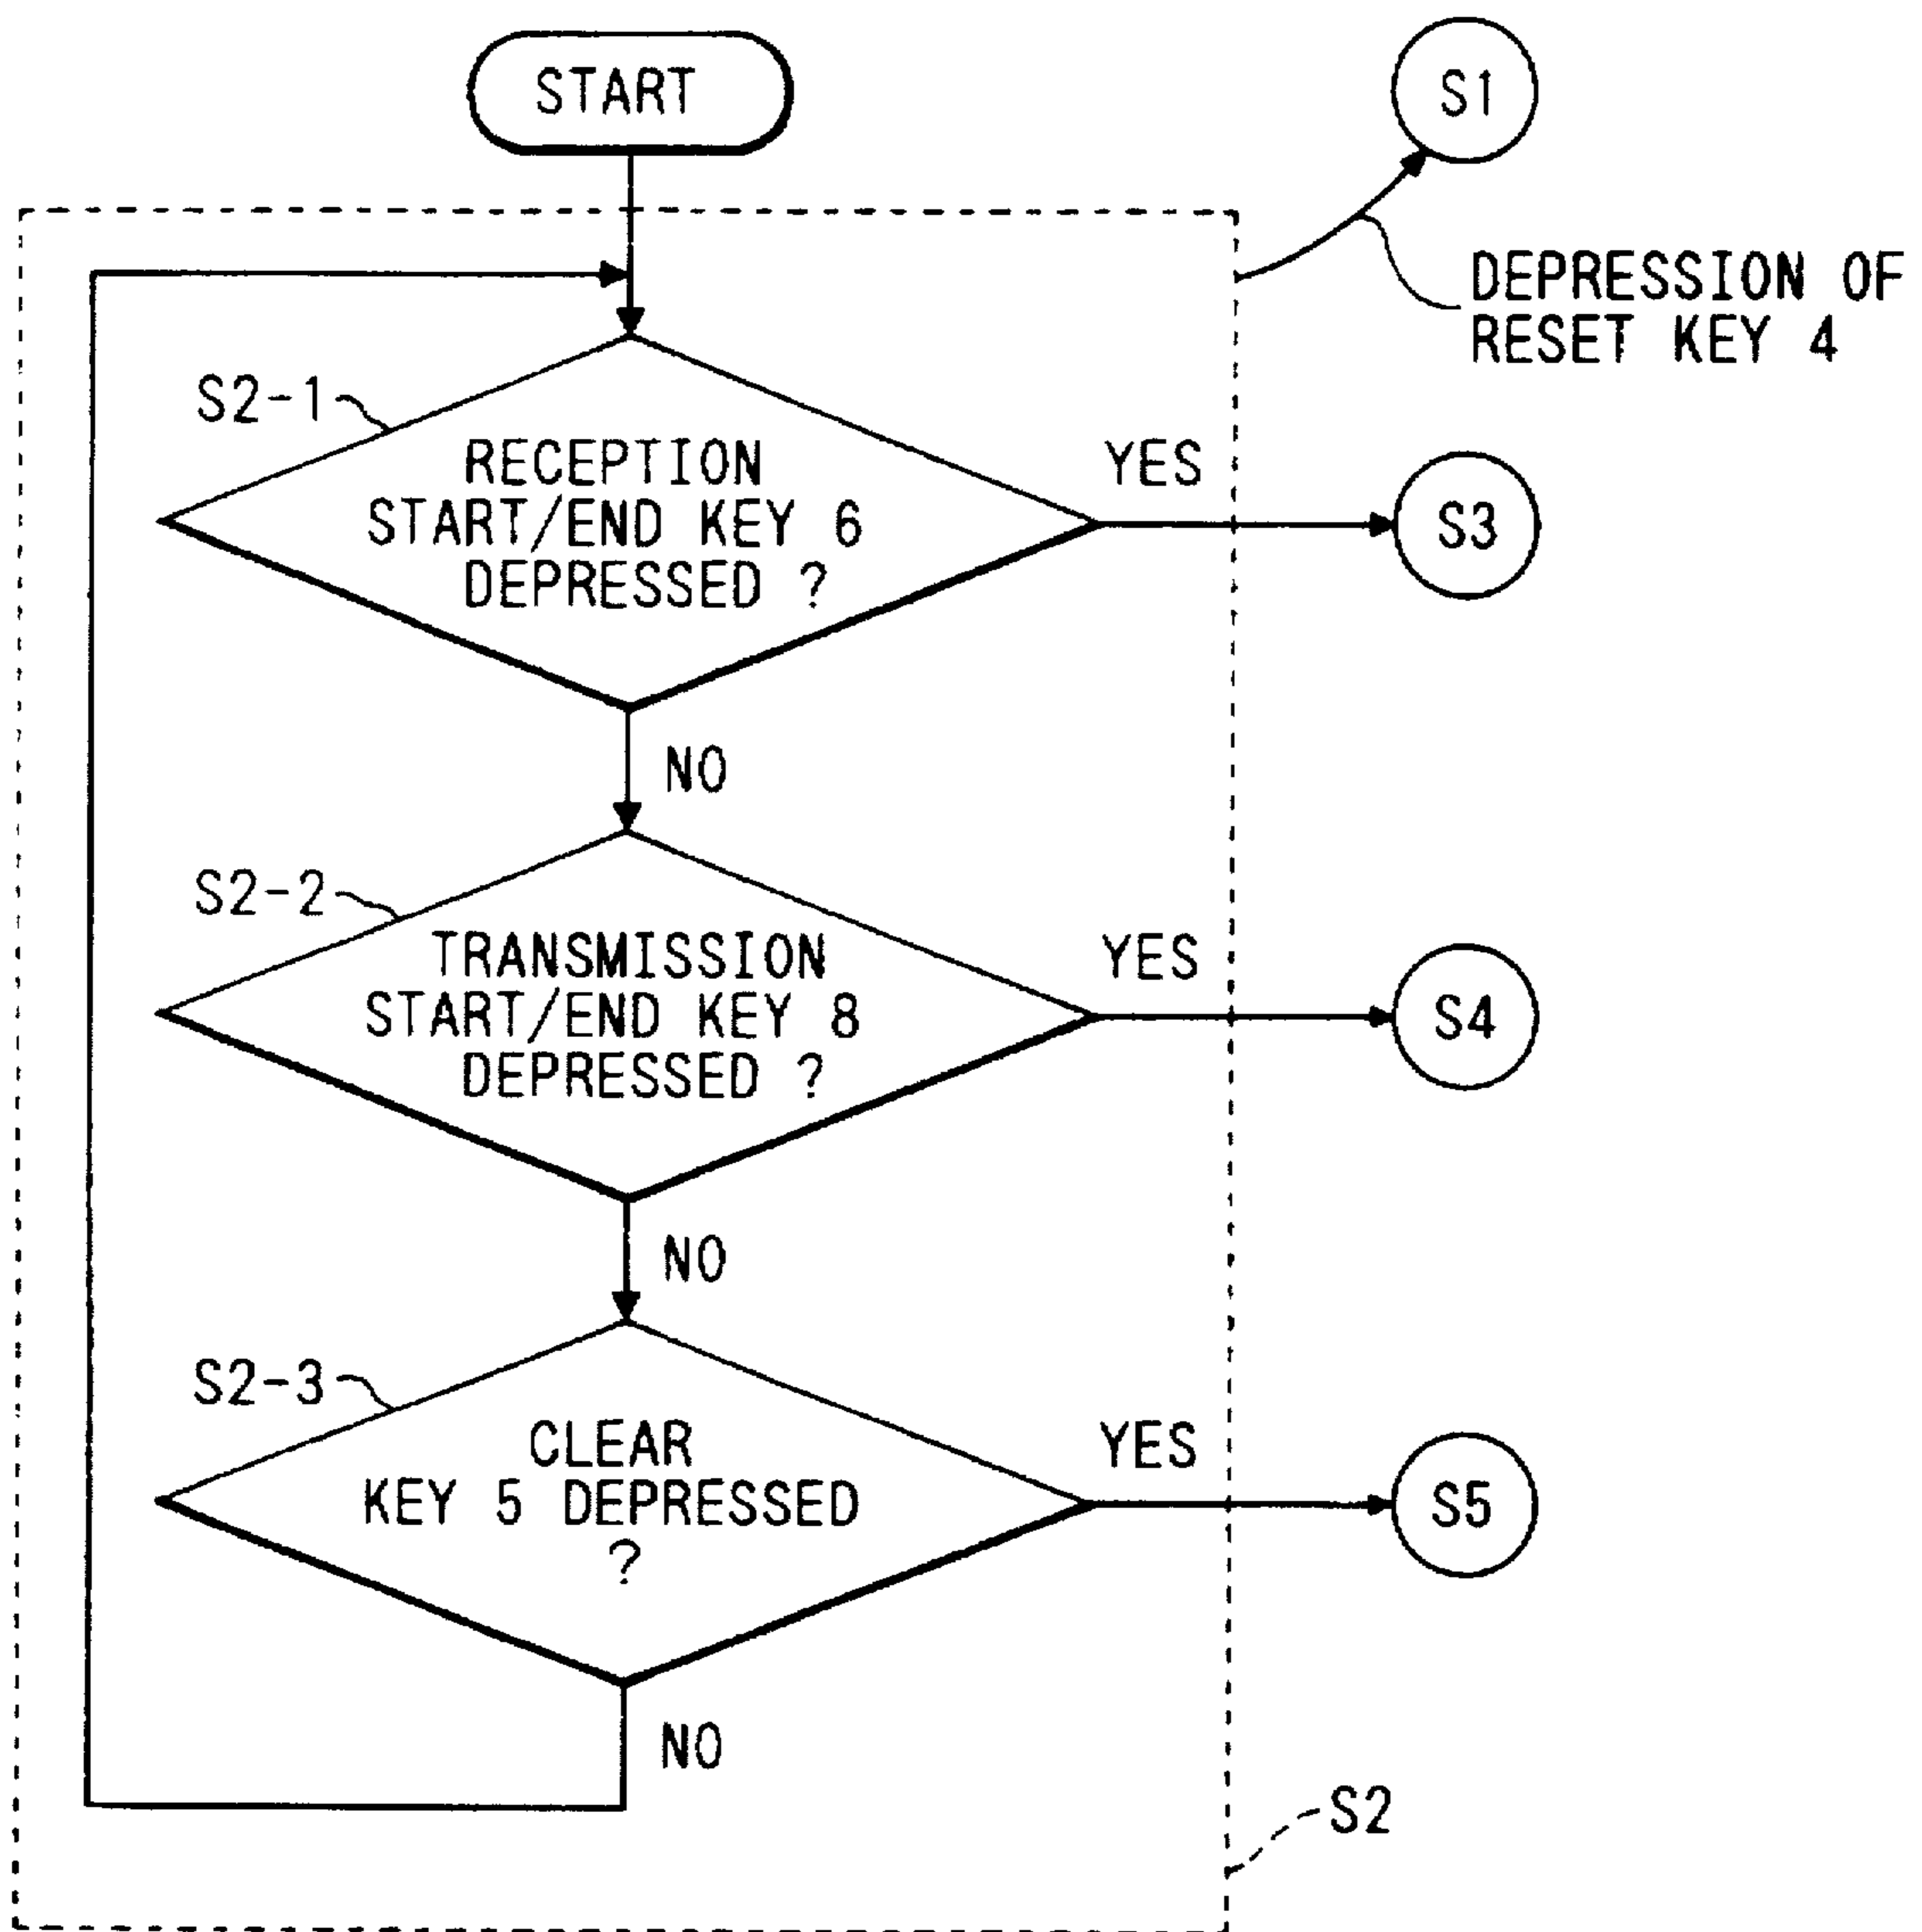 START
S1
DEPRESSION OF
RESET KEY 4
S2-1
RECEPTION
START/END KEY 6
DEPRESSED ?
YES
S3
NO
S2-2
TRANSMISSION
START/END KEY 8
DEPRESSED ?
YES
S4
NO
S2-3
CLEAR
KEY 5 DEPRESSED
?
YES
S5
NO
S2